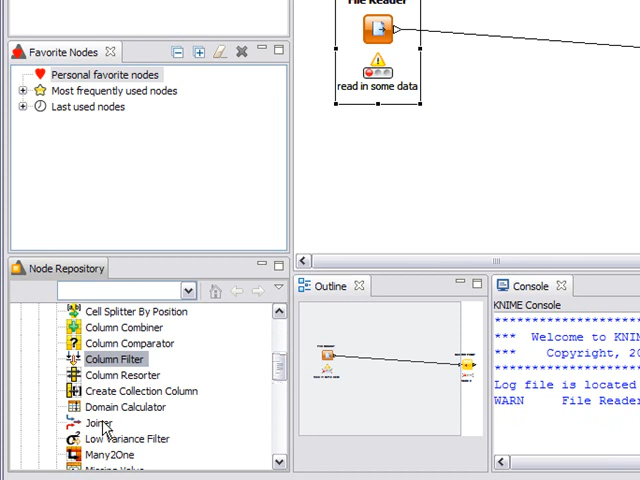 File Reader
read in some data
Favorite Nodes
Personal favorite nodes
Most frequently used nodes
Last used nodes
Node Repository
Cell Splitter By Position
Column Combiner
Column Comparator
Column Filter
Column Resorter
Create Collection Column
Domain Calculator
Joiner
Low Variance Filter
Many2One
Missing Value
Outline
Console
KNIME Console
***********************
*** Welcome to KN
*** Copyright, 20
***********************
Log file is located
WARN File Reader